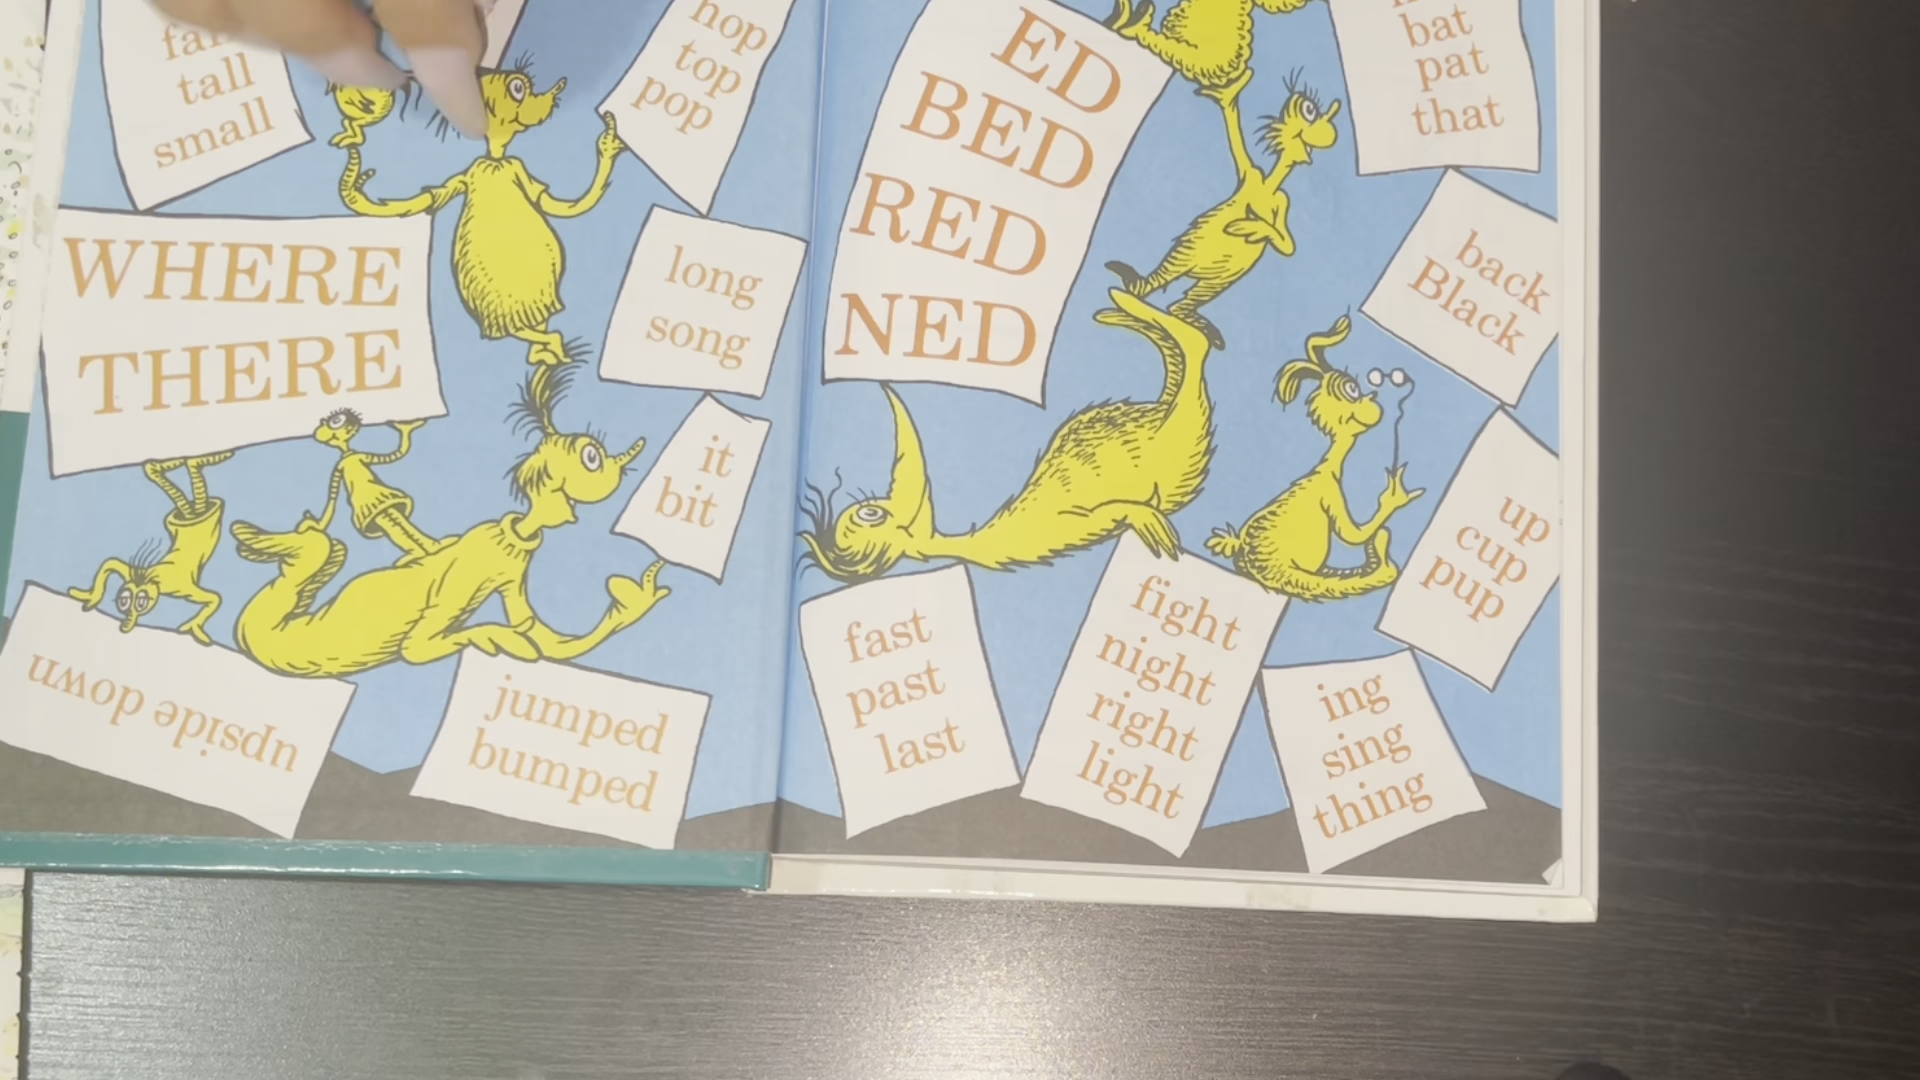 tall
small
hop
top
pop
WHERE
THERE
long
song
it
bit
upside down
jumped
bumped
ED
BED
RED
NED
bat
pat
that
back
Black
up
cup
pup
fast
past
last
fight
night
right
light
ing
sing
thing